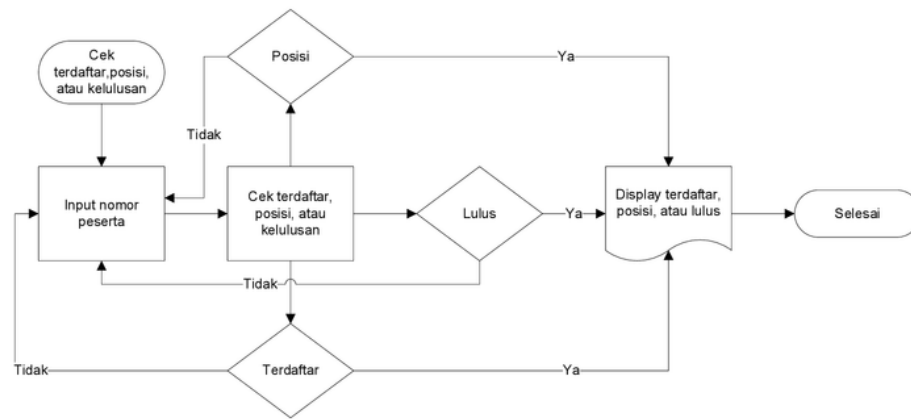 Cek
terdaftar,posisi,
atau kelulusan
Posisi
Ya
Tidak
Input nomor
peserta
Cek terdaftar,
posisi, atau
kelulusan
Lulus
Ya
Display terdaftar,
posisi, atau lulus
Selesai
Tidak
Tidak
Terdaftar
Ya